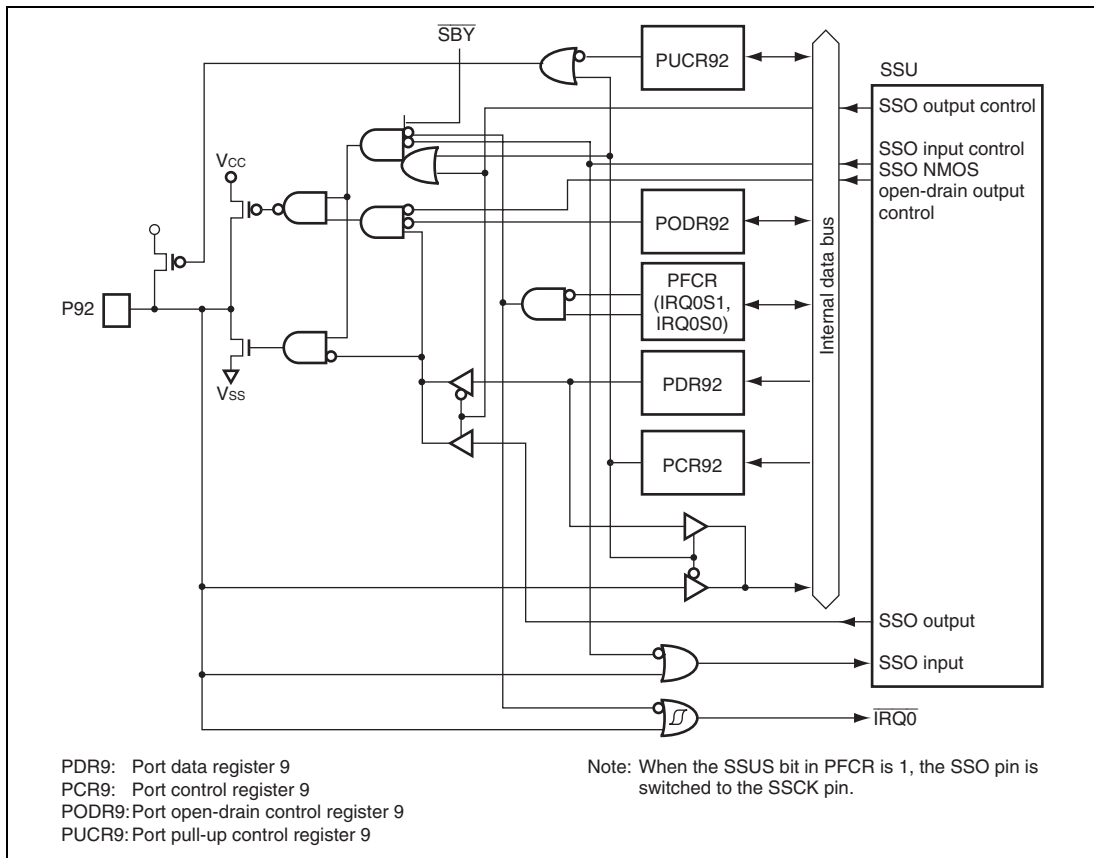 SBY
PUCR92
SSU
SSO output control
SSO input control
SSO NMOS
open-drain output
control
VCC
PODR92
PFCR
(IRQ0S1,
IRQ0S0)
Internal data bus
P92
PDR92
VSS
PCR92
SSO output
SSO input
IRQ0
PDR9: Port data register 9
PCR9: Port control register 9
PODR9: Port open-drain control register 9
PUCR9: Port pull-up control register 9
Note: When the SSUS bit in PFCR is 1, the SSO pin is
switched to the SSCK pin.